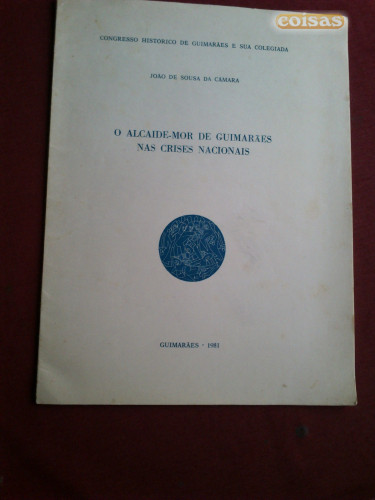 coisas
CONGRESSO HISTÓRICO DE GUIMARÃES E SUA COLEGIADA
JOÃO DE SOUSA DA CÂMARA
O ALCAIDE-MOR DE GUIMARÃES
NAS CRISES NACIONAIS
GUIMARÃES - 1981